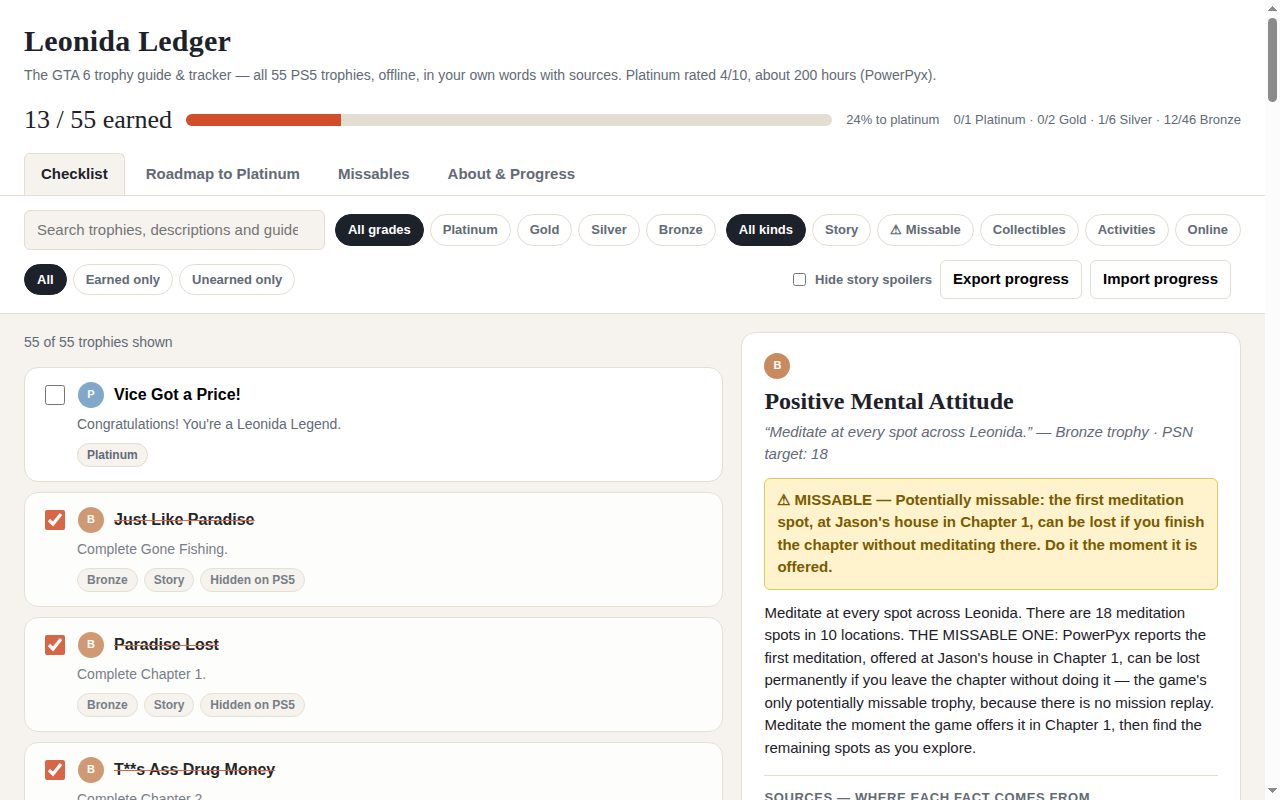 Leonida Ledger
The GTA 6 trophy guide & tracker — all 55 PS5 trophies, offline, in your own words with sources. Platinum rated 4/10, about 200 hours (PowerPyx).
13 / 55 earned
24% to platinum
0/1 Platinum · 0/2 Gold · 1/6 Silver · 12/46 Bronze
Checklist
Roadmap to Platinum
Missables
About & Progress
Search trophies, descriptions and guide
All grades
Platinum
Gold
Silver
Bronze
All kinds
Story
⚠ Missable
Collectibles
Activities
Online
All
Earned only
Unearned only
Hide story spoilers
Export progress
Import progress
55 of 55 trophies shown
P
Vice Got a Price!
Congratulations! You're a Leonida Legend.
Platinum
B
Just Like Paradise
Complete Gone Fishing.
Bronze
Story
Hidden on PS5
B
Paradise Lost
Complete Chapter 1.
Bronze
Story
Hidden on PS5
B
T**s Ass Drug Money
Complete Chapter 2.
B
Positive Mental Attitude
“Meditate at every spot across Leonida.” — Bronze trophy · PSN
target: 18
⚠ MISSABLE — Potentially missable: the first meditation
spot, at Jason's house in Chapter 1, can be lost if you finish
the chapter without meditating there. Do it the moment it is
offered.
Meditate at every spot across Leonida. There are 18 meditation
spots in 10 locations. THE MISSABLE ONE: PowerPyx reports the
first meditation, offered at Jason's house in Chapter 1, can be lost
permanently if you leave the chapter without doing it — the game's
only potentially missable trophy, because there is no mission replay.
Meditate the moment the game offers it in Chapter 1, then find the
remaining spots as you explore.
SOURCES — WHERE EACH FACT COMES FROM